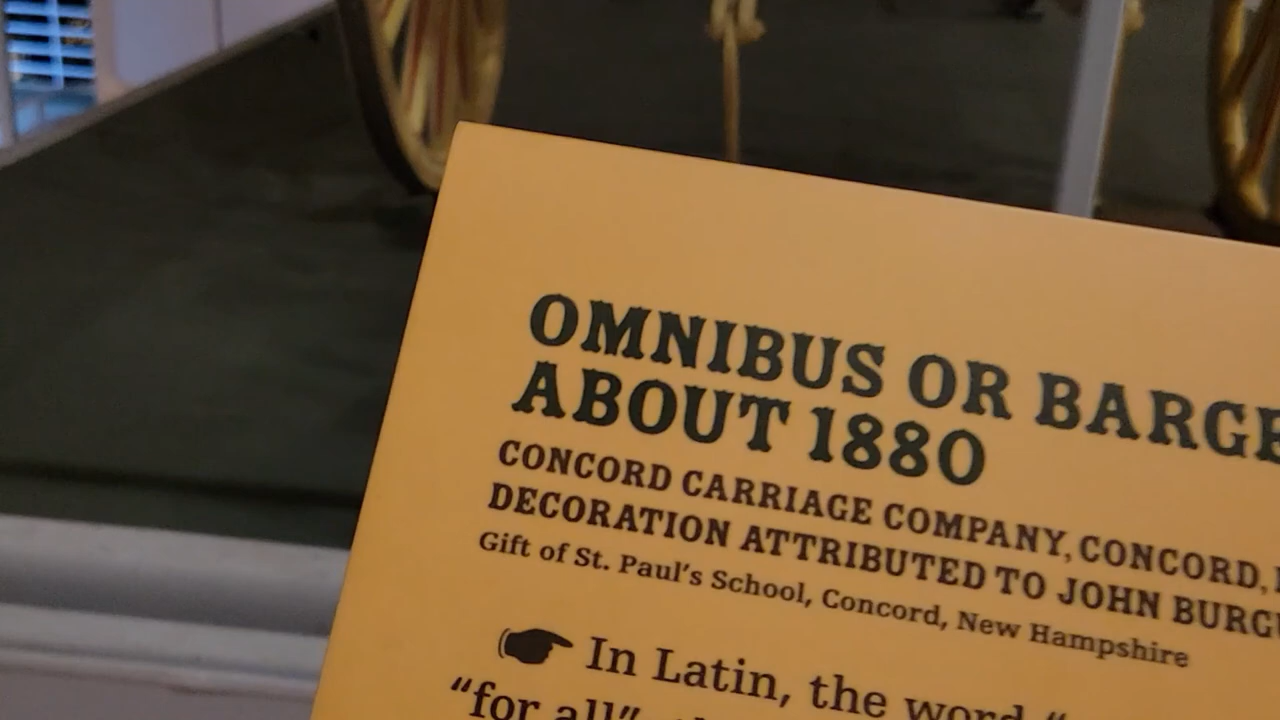 OMNIBUS OR BARGE
ABOUT 1880
CONCORD CARRIAGE COMPANY, CONCORD,
DECORATION ATTRIBUTED TO JOHN
Gift of St. Paul's School, Concord, New Hampshire
In Latin, the word
“for all”